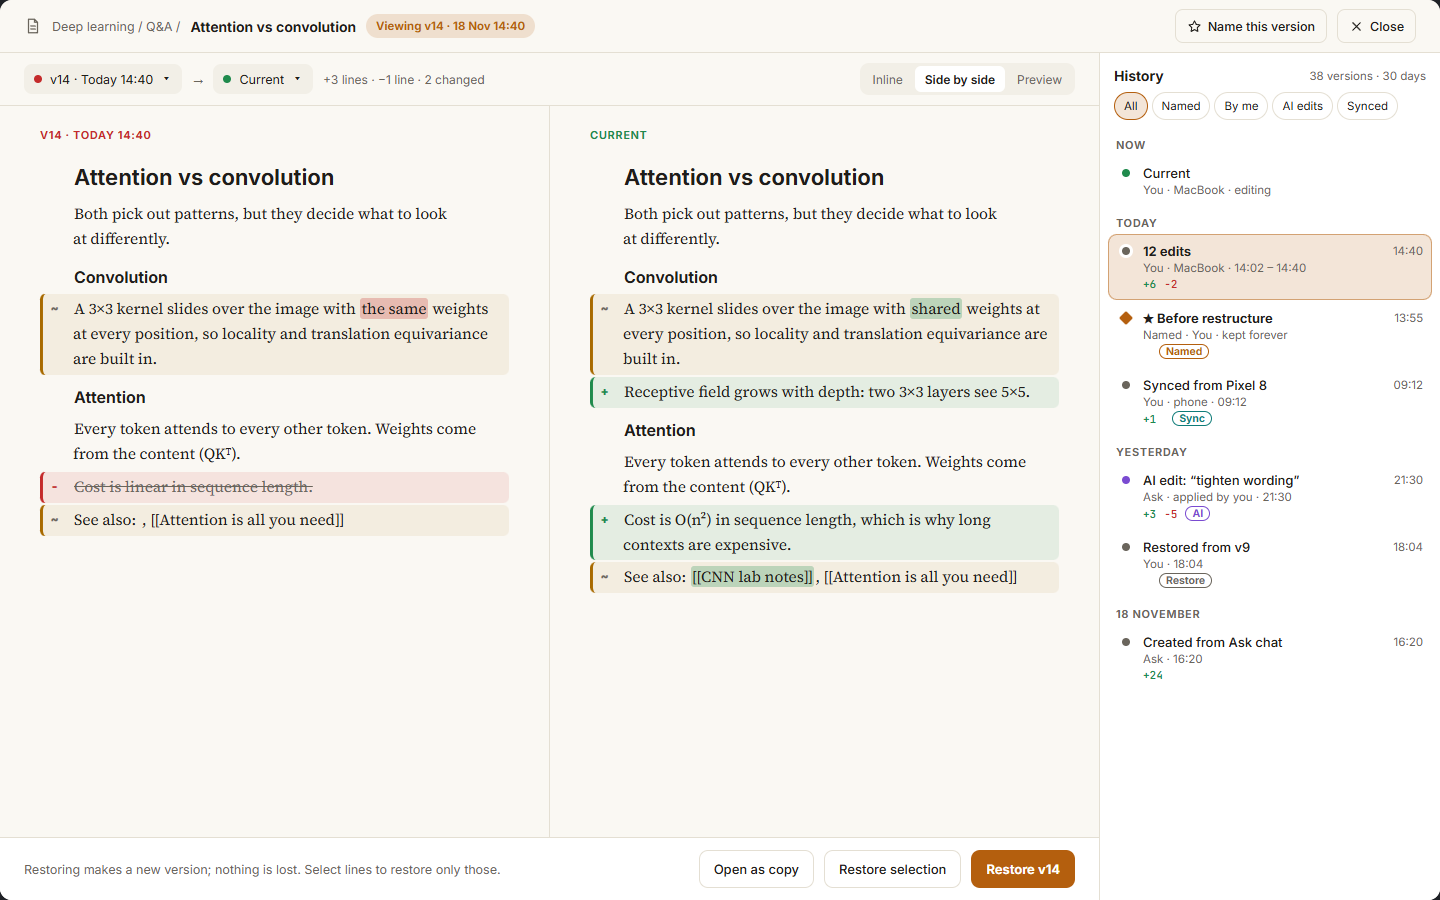 Deep learning / Q&A / Attention vs convolution Viewing v14 · 18 Nov 14:40
Name this version Close
v14 · Today 14:40 → Current +3 lines · −1 line · 2 changed
Inline Side by side Preview
V14 · TODAY 14:40
Attention vs convolution
Both pick out patterns, but they decide what to look
at differently.
Convolution
~ A 3×3 kernel slides over the image with the same weights
at every position, so locality and translation equivariance
are built in.
Attention
Every token attends to every other token. Weights come
from the content (QKᵀ).
- Cost is linear in sequence length.
~ See also: , [[Attention is all you need]]
CURRENT
Attention vs convolution
Both pick out patterns, but they decide what to look
at differently.
Convolution
~ A 3×3 kernel slides over the image with shared weights at
every position, so locality and translation equivariance are
built in.
+ Receptive field grows with depth: two 3×3 layers see 5×5.
Attention
Every token attends to every other token. Weights come
from the content (QKᵀ).
+ Cost is O(n²) in sequence length, which is why long
contexts are expensive.
~ See also: [[CNN lab notes]], [[Attention is all you need]]
Restoring makes a new version; nothing is lost. Select lines to restore only those.
Open as copy Restore selection Restore v14
History 38 versions · 30 days
All Named By me AI edits Synced
NOW
Current
You · MacBook · editing
TODAY
12 edits 14:40
You · MacBook · 14:02 – 14:40
+6 -2
★ Before restructure 13:55
Named · You · kept forever
Named
Synced from Pixel 8 09:12
You · phone · 09:12
+1 Sync
YESTERDAY
AI edit: “tighten wording” 21:30
Ask · applied by you · 21:30
+3 -5 AI
Restored from v9 18:04
You · 18:04
Restore
18 NOVEMBER
Created from Ask chat 16:20
Ask · 16:20
+24